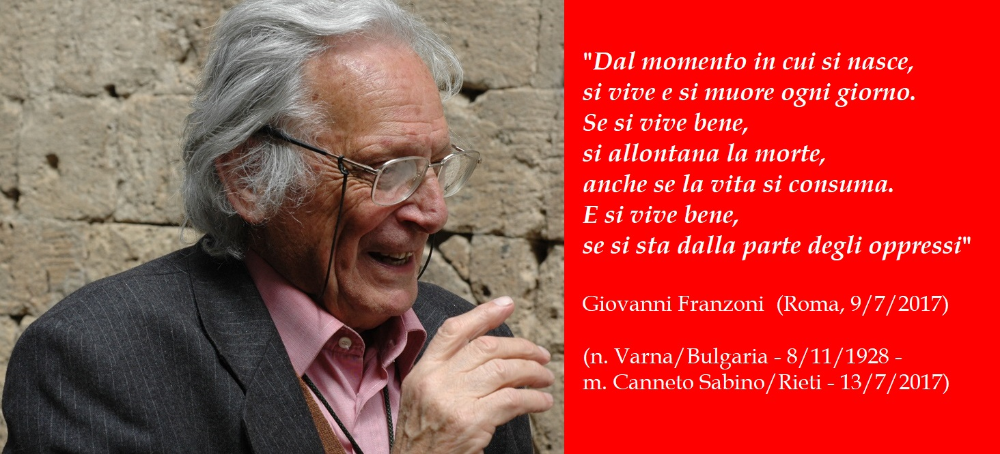 "Dal momento in cui si nasce,
si vive e si muore ogni giorno.
Se si vive bene,
si allontana la morte,
anche se la vita si consuma.
E si vive bene,
se si sta dalla parte degli oppressi"
Giovanni Franzoni (Roma, 9/7/2017)
(n. Varna/Bulgaria - 8/11/1928 -
m. Canneto Sabino/Rieti - 13/7/2017)